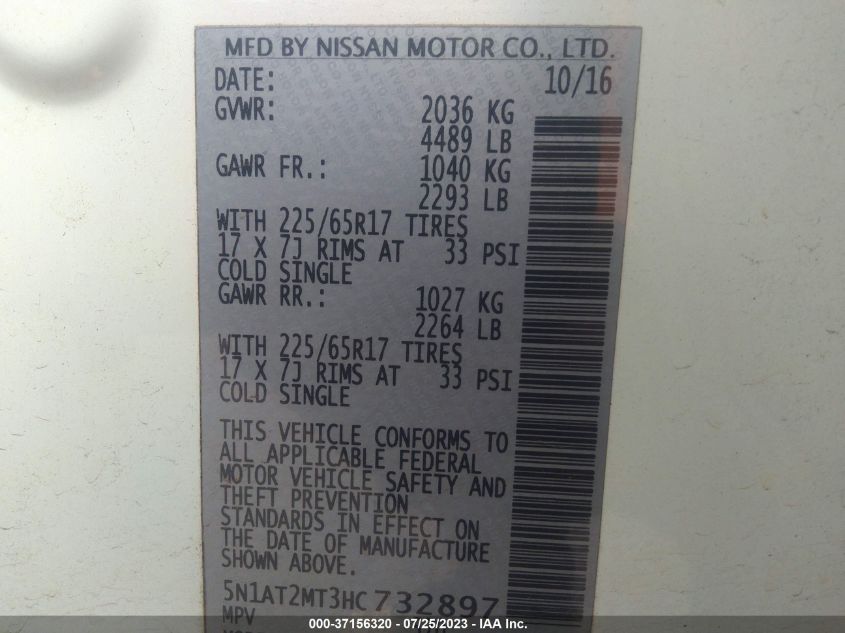 MFD BY NISSAN MOTOR CO., LTD.
DATE: 10/16
GVWR: 2036 KG
4489 LB
GAWR FR.: 1040 KG
2293 LB
WITH 225/65R17 TIRES
17 X 7J RIMS AT 33 PSI
COLD SINGLE
GAWR RR.: 1027 KG
2264 LB
WITH 225/65R17 TIRES
17 X 7J RIMS AT 33 PSI
COLD SINGLE
THIS VEHICLE CONFORMS TO
ALL APPLICABLE FEDERAL
MOTOR VEHICLE SAFETY AND
THEFT PREVENTION
STANDARDS IN EFFECT ON
THE DATE OF MANUFACTURE
SHOWN ABOVE.
5N1AT2MT3HC732897
MPV
000-37156320 - 07/25/2023 - IAA Inc.